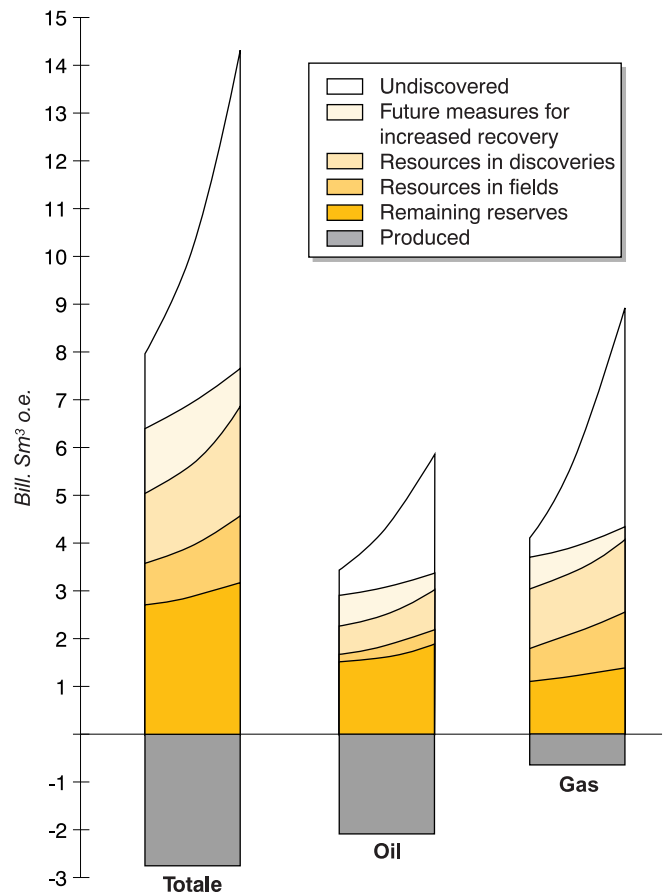 15
14
13
12
11
10
9
8
7
6
5
4
3
2
1
-1
-2
-3
Bill. Sm³ o.e.
Undiscovered
Future measures for
increased recovery
Resources in discoveries
Resources in fields
Remaining reserves
Produced
Totale
Oil
Gas